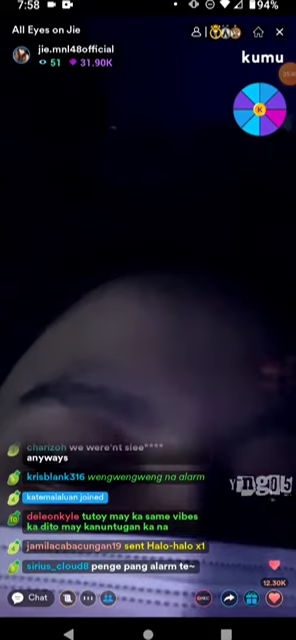 7:58
94%
All Eyes on Jie
jie.mnl48official
51 31.90K
kumu
K
charizoh we were'nt slee****
anyways
krisblank316 wengwengweng na alarm
katemalaluan joined
deleonkyle tutoy may ka same vibes
ka dito may kanuntugan ka na
jamilacabacungan19 sent Halo-halo x1
sirius_cloud8 penge pang alarm te~
12.30K
Chat